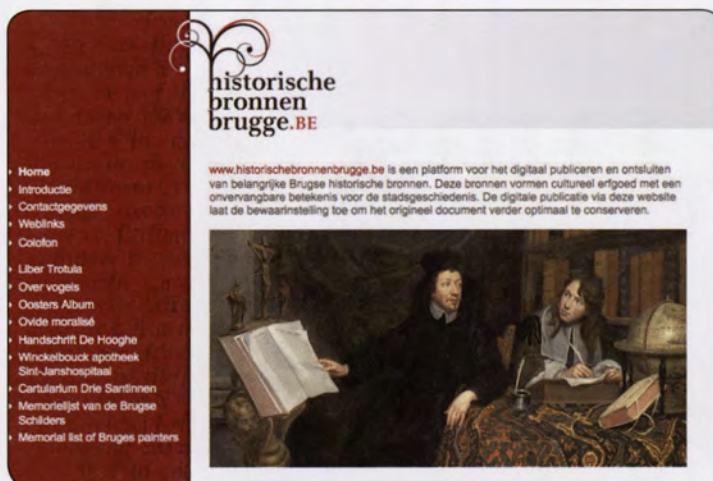 historische
bronnen
brugge.BE
Home
Introductie
Contactgegevens
Weblinks
Colofon
Liber Trotula
Over vogels
Oosters Album
Ovide moralisé
Handschrift De Hooghe
Winckelbouck apotheek
Sint-Janshospitaal
Cartularium Drie Santinnen
Memorielijst van de Brugse
Schilders
Memorial list of Bruges painters
www.historischebronnenbrugge.be is een platform voor het digitaal publiceren en ontsluiten
van belangrijke Brugse historische bronnen. Deze bronnen vormen cultureel erfgoed met een
onvervangbare betekenis voor de stadsgeschiedenis. De digitale publicatie via deze website
laat de bewaarinstelling toe om het origineel document verder optimaal te conserveren.